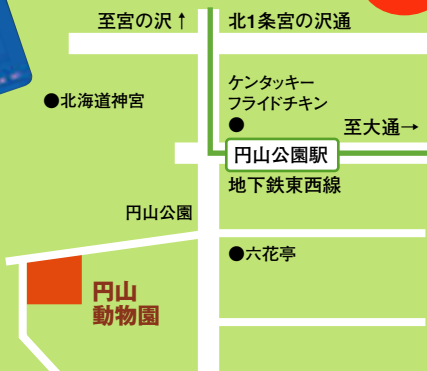 至宮の沢↑
北1条宮の沢通
●北海道神宮
ケンタッキー
フライドチキン
●
至大通→
円山公園駅
地下鉄東西線
円山公園
●六花亭
円山
動物園